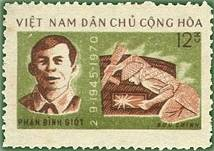 VIỆT NAM DÂN CHỦ CỘNG HÒA
12xu
2-9-1945-1970
PHAN ĐÌNH GIÓT
BƯU CHÍNH